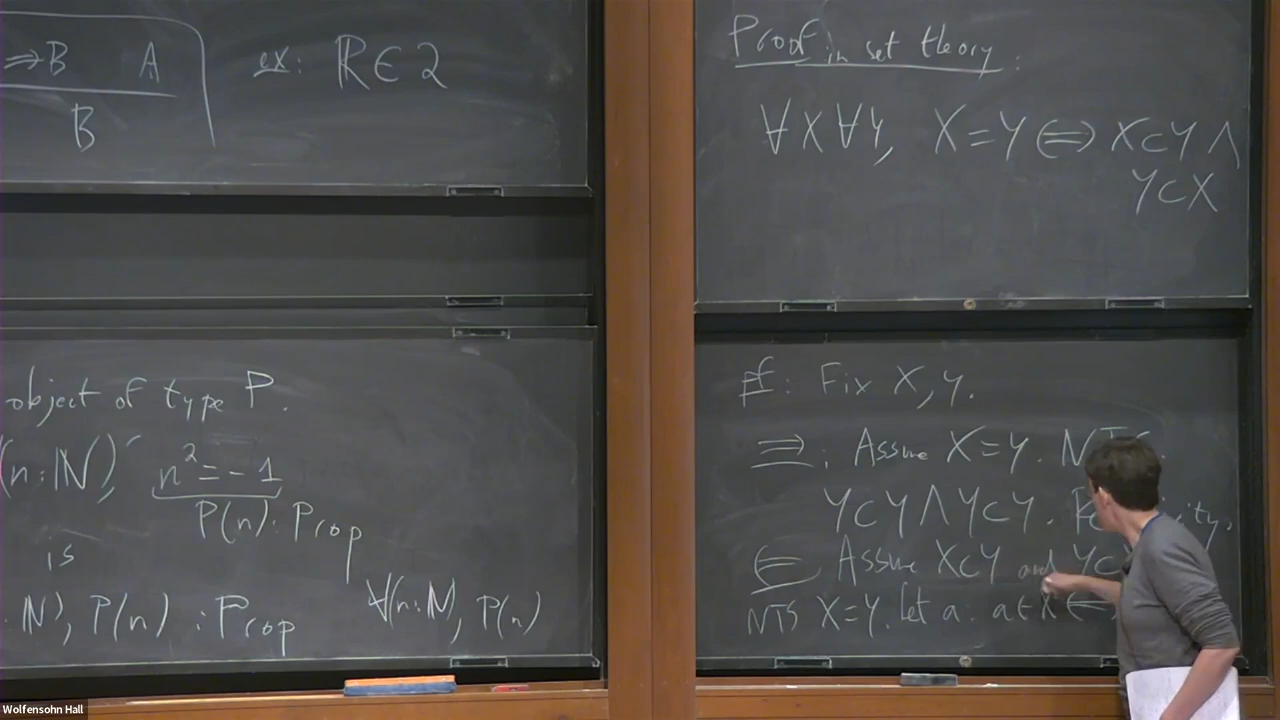 ⇒B A
B
ex: ℝ∈2
object of type P.
(n:ℕ), n²=-1
P(n): Prop
is
ℕ), P(n) : Prop
∀(n:ℕ), P(n)
Proof in set theory:
∀X∀Y, X=Y⇔X⊂Y∧
Y⊂X
Pf: Fix X,Y.
⇒: Assume X=Y. NTS
Y⊂Y∧Y⊂Y.
⇐ Assume X⊂Y and
NTS X=Y. Let a. a∈X⇐
Wolfensohn Hall